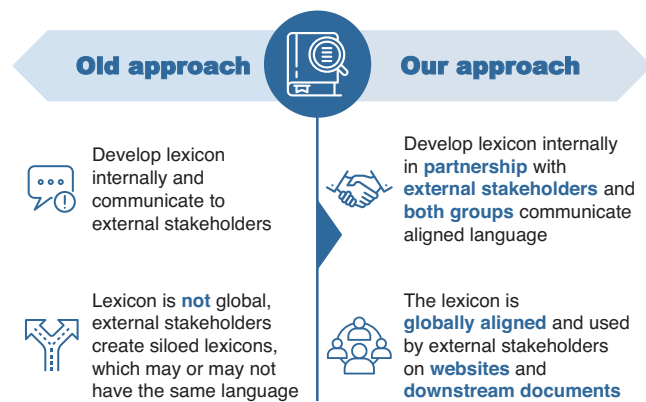 Old approach
Our approach
Develop lexicon
internally and
communicate to
external stakeholders
Develop lexicon internally
in partnership with
external stakeholders and
both groups communicate
aligned language
Lexicon is not global,
external stakeholders
create siloed lexicons,
which may or may not
have the same language
The lexicon is
globally aligned and used
by external stakeholders
on websites and
downstream documents